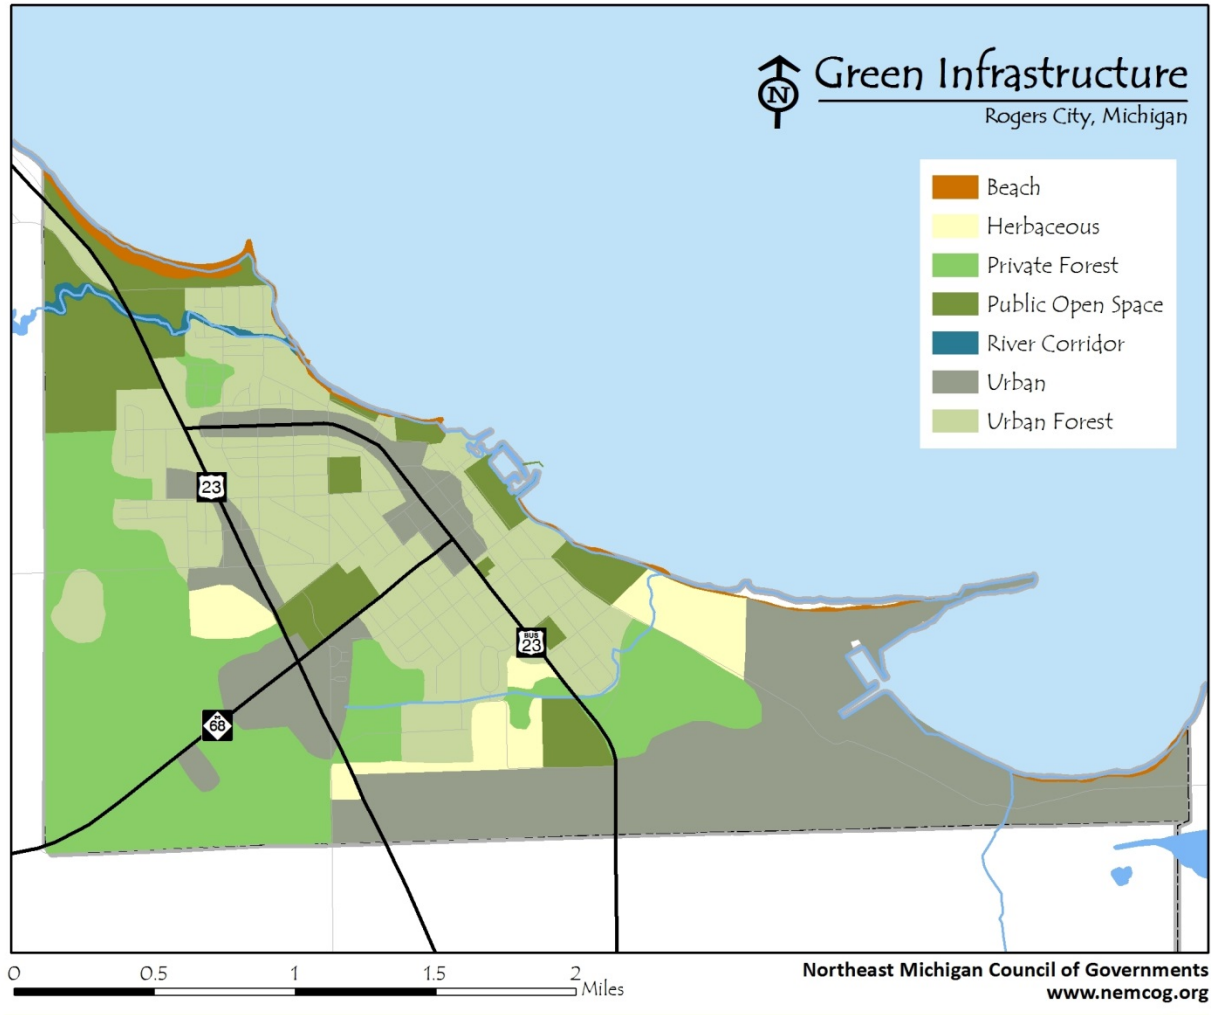 Green Infrastructure
N
Rogers City, Michigan
Beach
Herbaceous
Private Forest
Public Open Space
River Corridor
Urban
Urban Forest
23
BUS
23
68
0 0.5 1 1.5 2
Miles
Northeast Michigan Council of Governments
www.nemcog.org